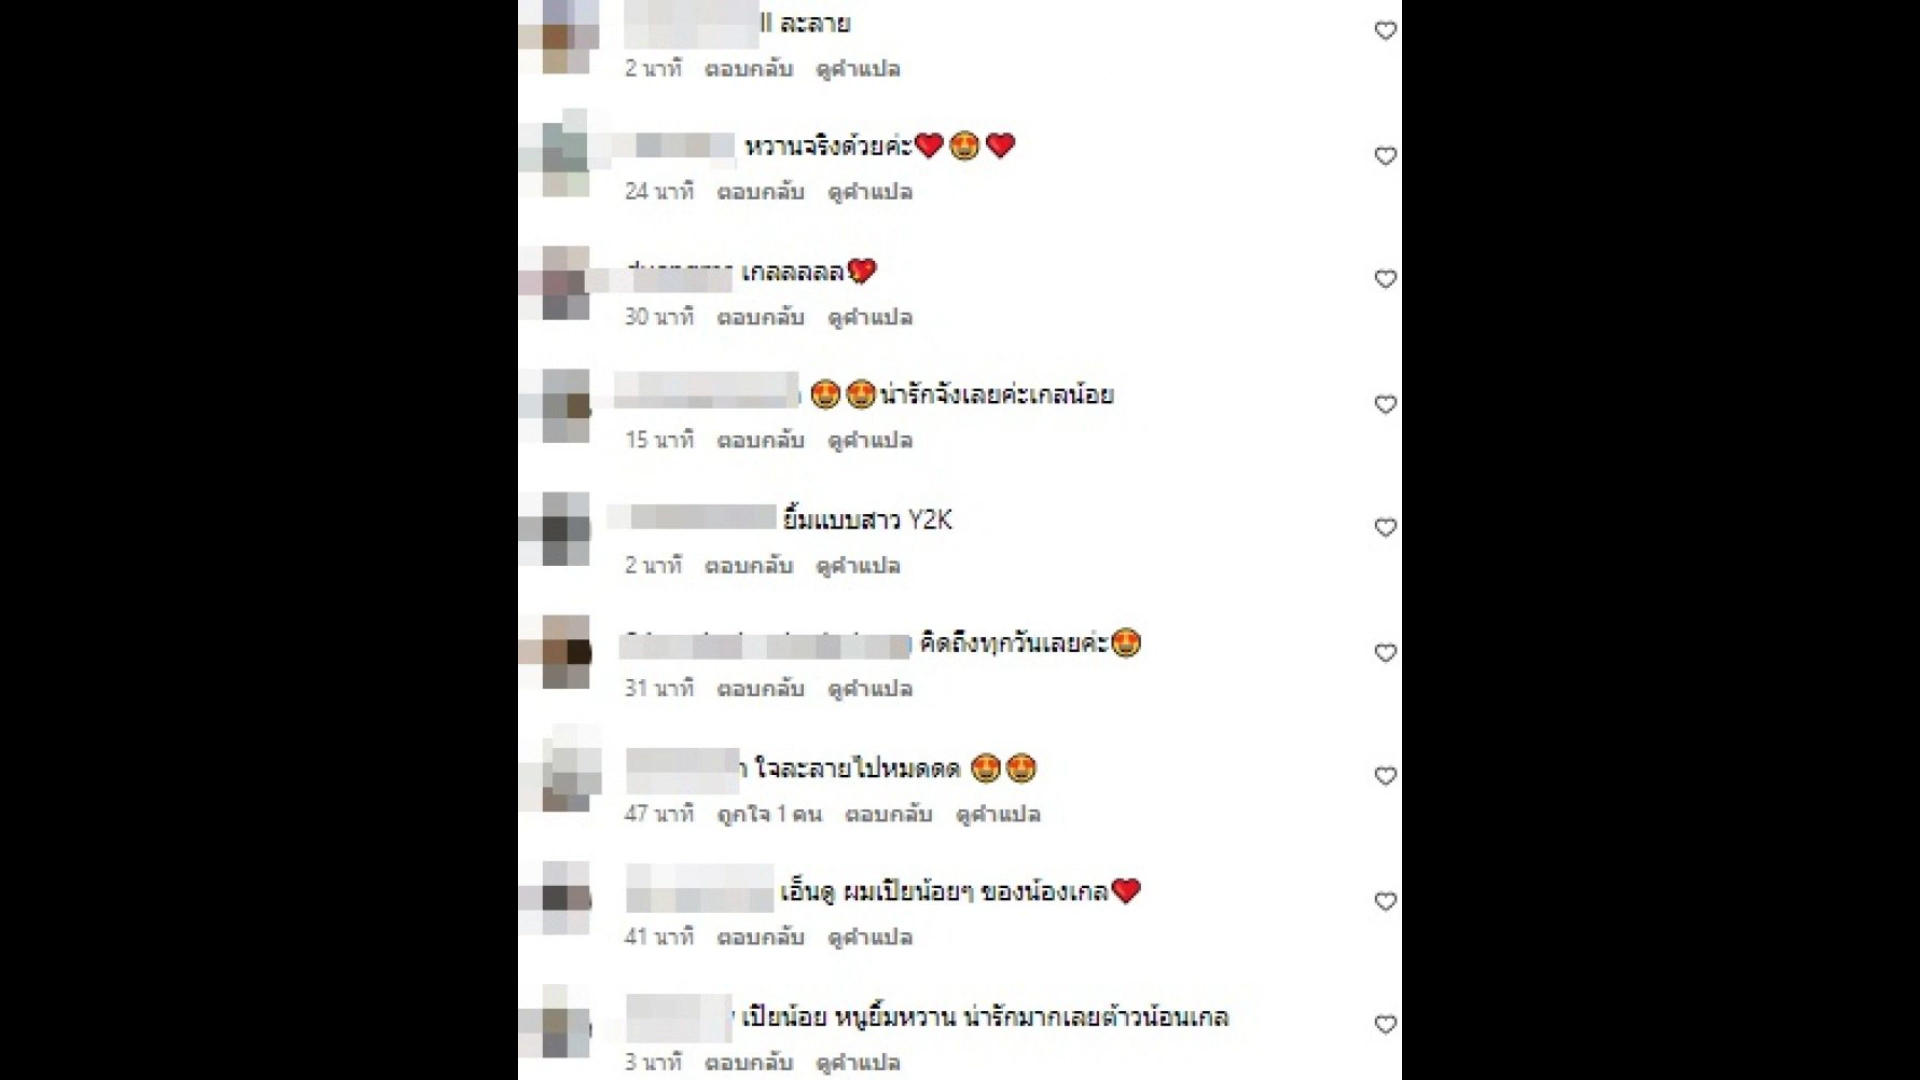 ละลาย
2 นาที ตอบกลับ ดูคำแปล
หวานจริงด้วยค่ะ❤️😍❤️
24 นาที ตอบกลับ ดูคำแปล
เกลลลลล💖
30 นาที ตอบกลับ ดูคำแปล
😍😍น่ารักจังเลยค่ะเกลน้อย
15 นาที ตอบกลับ ดูคำแปล
ยิ้มแบบสาว Y2K
2 นาที ตอบกลับ ดูคำแปล
คิดถึงทุกวันเลยค่ะ😍
31 นาที ตอบกลับ ดูคำแปล
ใจละลายไปหมดดด 😍😍
47 นาที ถูกใจ 1 คน ตอบกลับ ดูคำแปล
เอ็นดู ผมเปียน้อยๆ ของน้องเกล❤️
41 นาที ตอบกลับ ดูคำแปล
เปียน้อย หนูยิ้มหวาน น่ารักมากเลยต้าวน้อนเกล
3 นาที ตอบกลับ ดูคำแปล